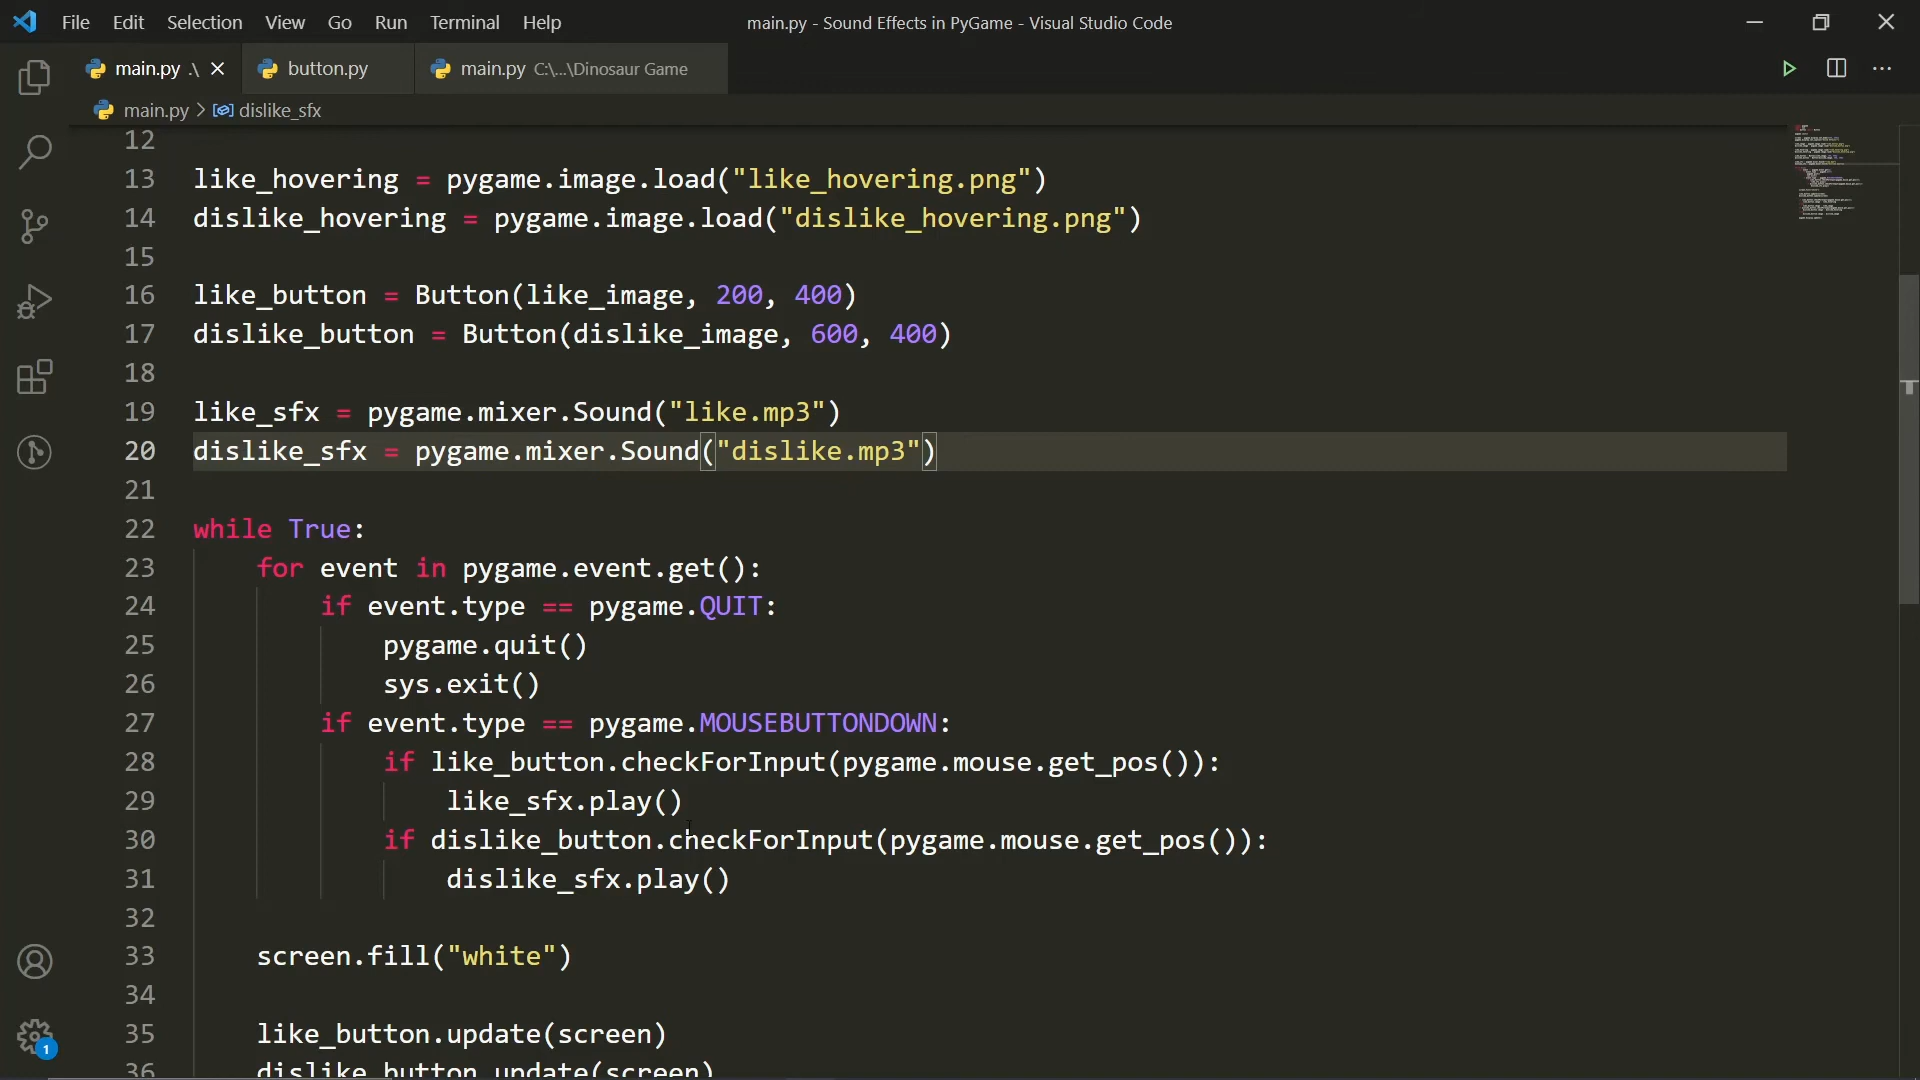 File Edit Selection View Go Run Terminal Help main.py - Sound Effects in PyGame - Visual Studio Code
main.py .\ button.py main.py C:\...\Dinosaur Game
main.py > dislike_sfx
12
13 like_hovering = pygame.image.load("like_hovering.png")
14 dislike_hovering = pygame.image.load("dislike_hovering.png")
15
16 like_button = Button(like_image, 200, 400)
17 dislike_button = Button(dislike_image, 600, 400)
18
19 like_sfx = pygame.mixer.Sound("like.mp3")
20 dislike_sfx = pygame.mixer.Sound("dislike.mp3")
21
22 while True:
23     for event in pygame.event.get():
24         if event.type == pygame.QUIT:
25             pygame.quit()
26             sys.exit()
27         if event.type == pygame.MOUSEBUTTONDOWN:
28             if like_button.checkForInput(pygame.mouse.get_pos()):
29                 like_sfx.play()
30             if dislike_button.checkForInput(pygame.mouse.get_pos()):
31                 dislike_sfx.play()
32
33     screen.fill("white")
34
35     like_button.update(screen)
36     dislike_button.update(screen)
1